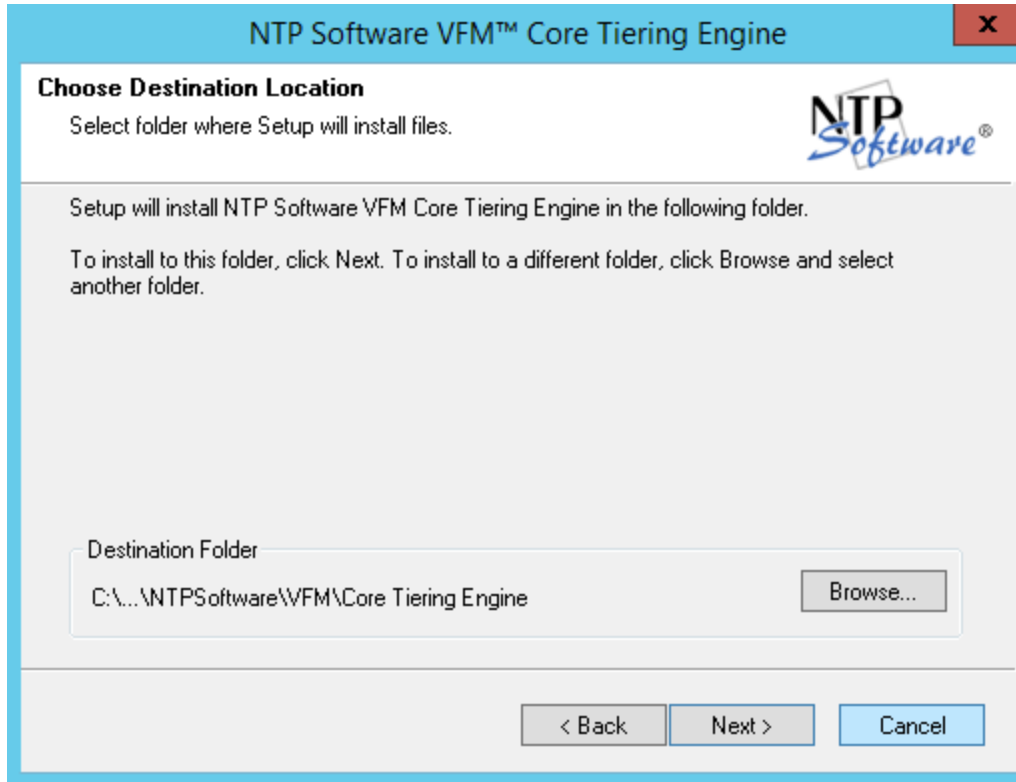 NTP Software VFM™ Core Tiering Engine
x
Choose Destination Location
Select folder where Setup will install files.
NTP
Software®
Setup will install NTP Software VFM Core Tiering Engine in the following folder.
To install to this folder, click Next. To install to a different folder, click Browse and select
another folder.
Destination Folder
C:\...\NTPSoftware\VFM\Core Tiering Engine
Browse...
< Back
Next >
Cancel